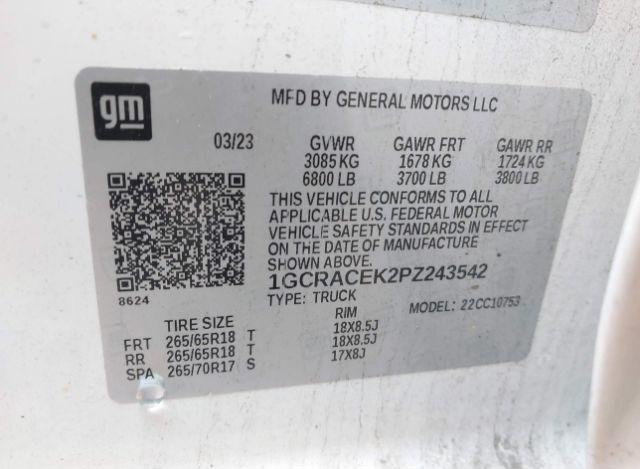 gm
MFD BY GENERAL MOTORS LLC
03/23 GVWR GAWR FRT GAWR RR
3085 KG 1678 KG 1724 KG
6800 LB 3700 LB 3800 LB
THIS VEHICLE CONFORMS TO ALL
APPLICABLE U.S. FEDERAL MOTOR
VEHICLE SAFETY STANDARDS IN EFFECT
ON THE DATE OF MANUFACTURE
SHOWN ABOVE.
1GCRACEK2PZ243542
8624
TYPE: TRUCK MODEL: 22CC10753
TIRE SIZE RIM
FRT 265/65R18 T 18X8.5J
RR 265/65R18 T 18X8.5J
SPA 265/70R17 S 17X8J